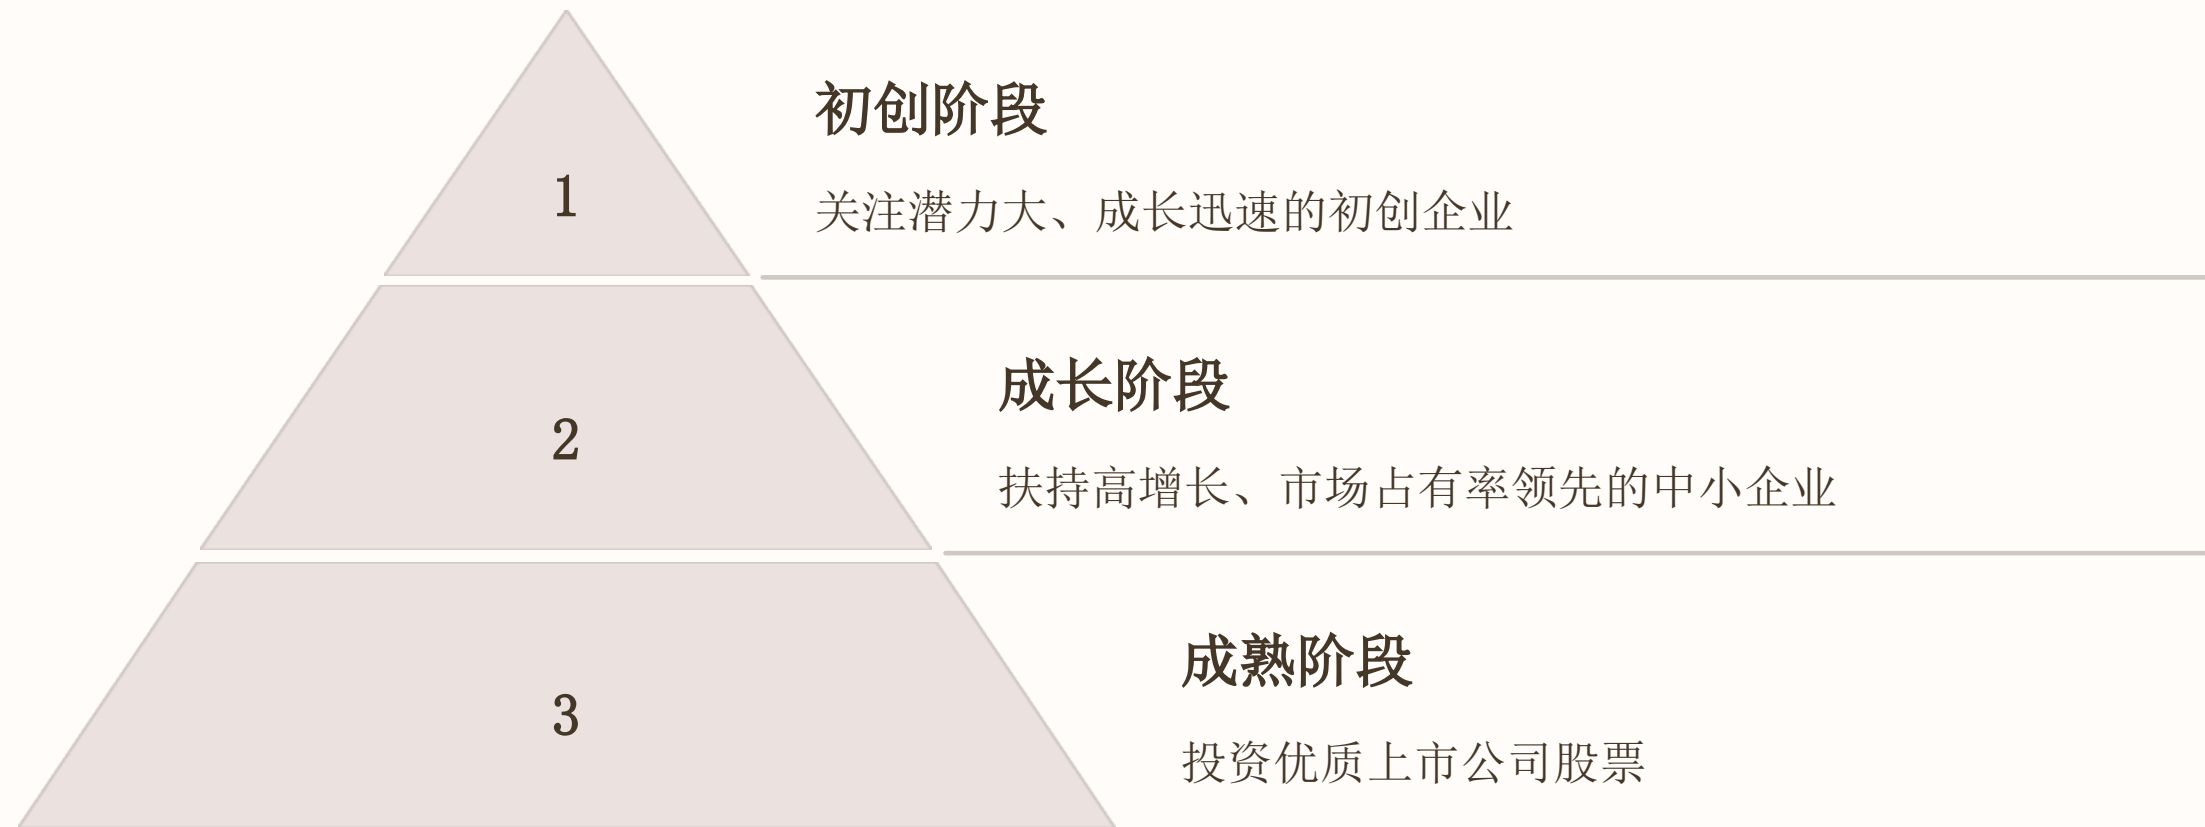 1
初创阶段
关注潜力大、成长迅速的初创企业
2
成长阶段
扶持高增长、市场占有率领先的中小企业
3
成熟阶段
投资优质上市公司股票